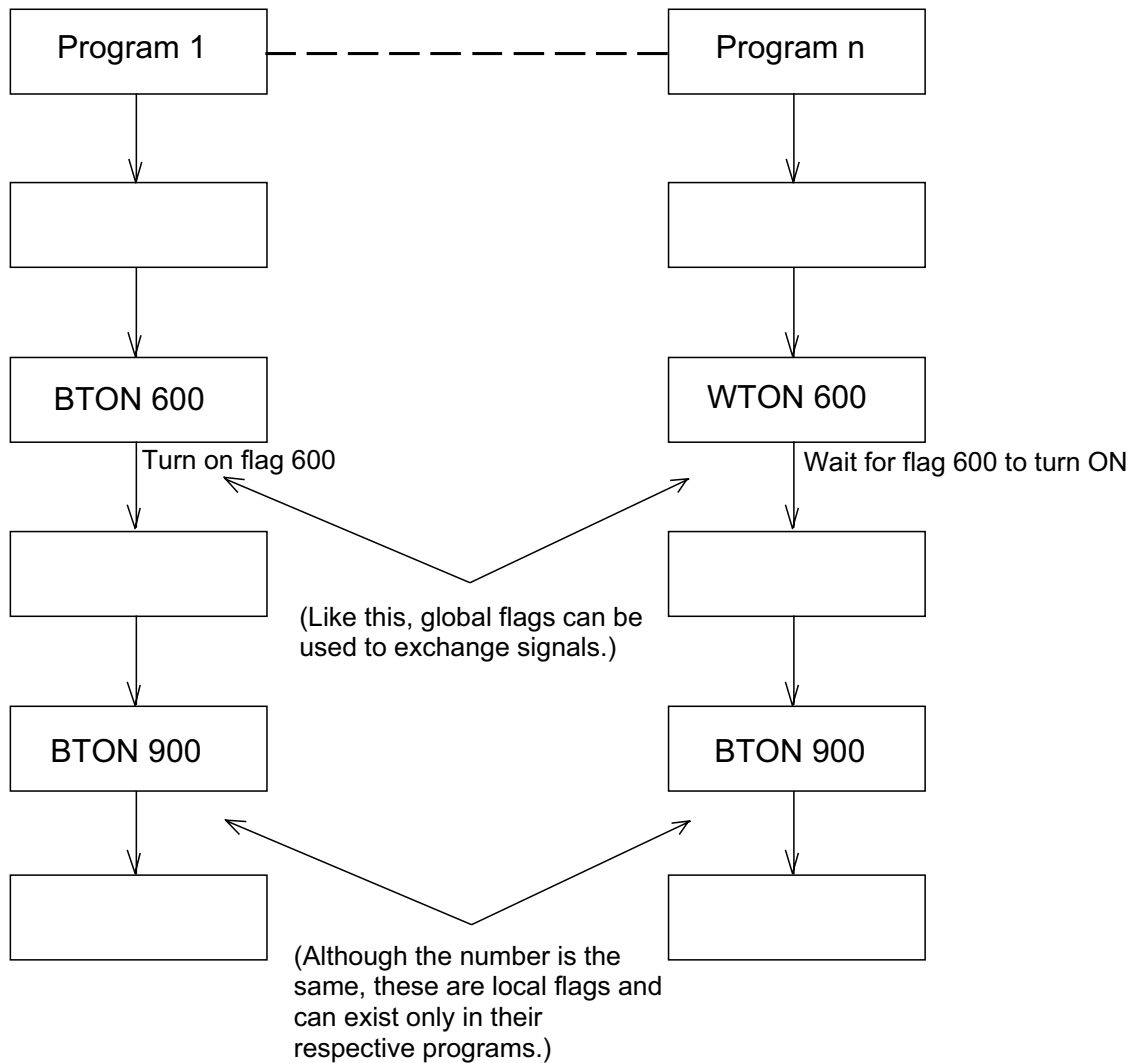 Program 1
Program n
BTON 600
WTON 600
Turn on flag 600
Wait for flag 600 to turn ON
(Like this, global flags can be
used to exchange signals.)
BTON 900
BTON 900
(Although the number is the
same, these are local flags and
can exist only in their
respective programs.)